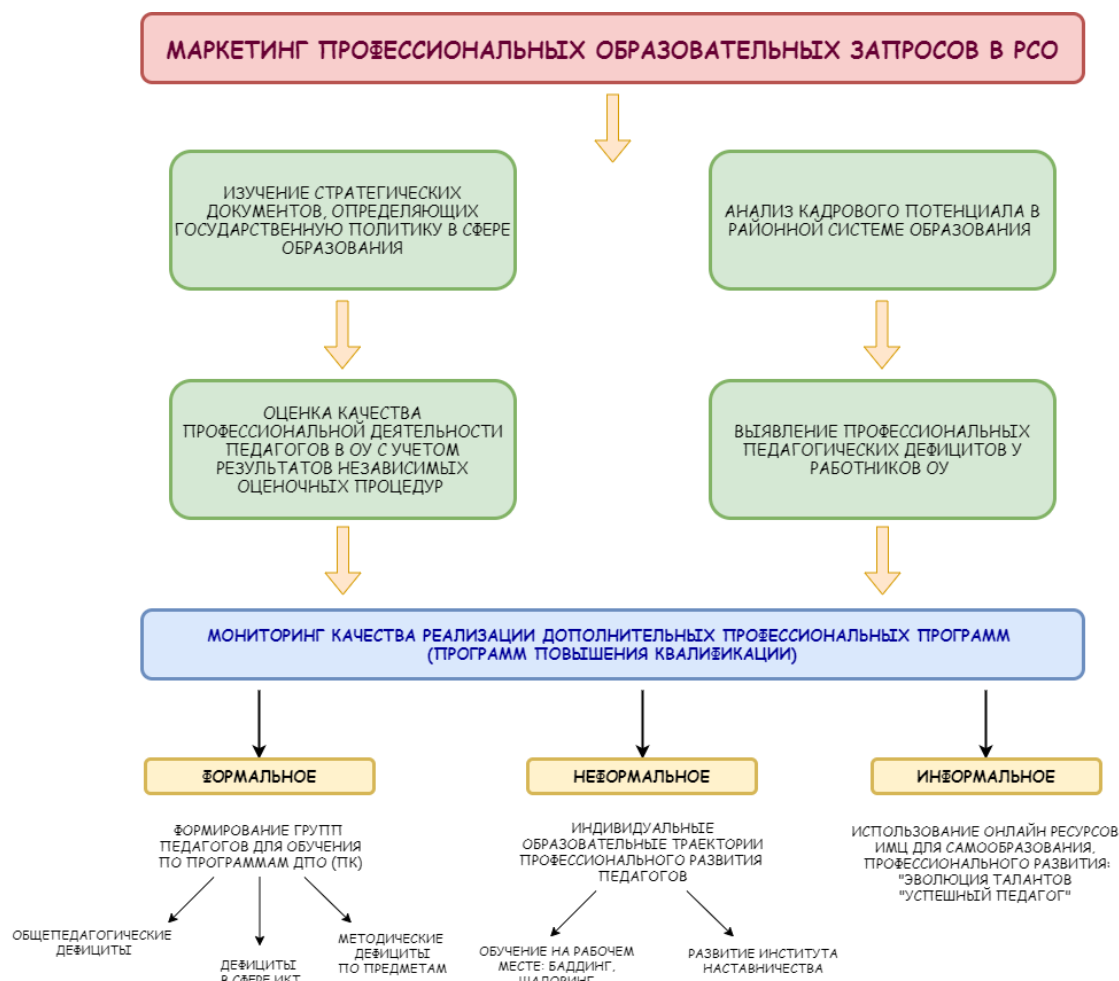 МАРКЕТИНГ ПРОФЕССИОНАЛЬНЫХ ОБРАЗОВАТЕЛЬНЫХ ЗАПРОСОВ В РСО
ИЗУЧЕНИЕ СТРАТЕГИЧЕСКИХ
ДОКУМЕНТОВ, ОПРЕДЕЛЯЮЩИХ
ГОСУДАРСТВЕННУЮ ПОЛИТИКУ В СФЕРЕ
ОБРАЗОВАНИЯ
АНАЛИЗ КАДРОВОГО ПОТЕНЦИАЛА В
РАЙОННОЙ СИСТЕМЕ ОБРАЗОВАНИЯ
ОЦЕНКА КАЧЕСТВА
ПРОФЕССИОНАЛЬНОЙ ДЕЯТЕЛЬНОСТИ
ПЕДАГОГОВ В ОУ С УЧЕТОМ
РЕЗУЛЬТАТОВ НЕЗАВИСИМЫХ
ОЦЕНОЧНЫХ ПРОЦЕДУР
ВЫЯВЛЕНИЕ ПРОФЕССИОНАЛЬНЫХ
ПЕДАГОГИЧЕСКИХ ДЕФИЦИТОВ У
РАБОТНИКОВ ОУ
МОНИТОРИНГ КАЧЕСТВА РЕАЛИЗАЦИИ ДОПОЛНИТЕЛЬНЫХ ПРОФЕССИОНАЛЬНЫХ ПРОГРАММ
(ПРОГРАММ ПОВЫШЕНИЯ КВАЛИФИКАЦИИ)
ФОРМАЛЬНОЕ
ФОРМИРОВАНИЕ ГРУПП
ПЕДАГОГОВ ДЛЯ ОБУЧЕНИЯ
ПО ПРОГРАММАМ ДПО (ПК)
ОБЩЕПЕДАГОГИЧЕСКИЕ
ДЕФИЦИТЫ
ДЕФИЦИТЫ
В СФЕРЕ ИКТ
МЕТОДИЧЕСКИЕ
ДЕФИЦИТЫ
ПО ПРЕДМЕТАМ
НЕФОРМАЛЬНОЕ
ИНДИВИДУАЛЬНЫЕ
ОБРАЗОВАТЕЛЬНЫЕ ТРАЕКТОРИИ
ПРОФЕССИОНАЛЬНОГО РАЗВИТИЯ
ПЕДАГОГОВ
ОБУЧЕНИЕ НА РАБОЧЕМ
МЕСТЕ: БАДДИНГ,
РАЗВИТИЕ ИНСТИТУТА
НАСТАВНИЧЕСТВА
ИНФОРМАЛЬНОЕ
ИСПОЛЬЗОВАНИЕ ОНЛАЙН РЕСУРСОВ
ИМЦ ДЛЯ САМООБРАЗОВАНИЯ,
ПРОФЕССИОНАЛЬНОГО РАЗВИТИЯ:
"ЭВОЛЮЦИЯ ТАЛАНТОВ
"УСПЕШНЫЙ ПЕДАГОГ"